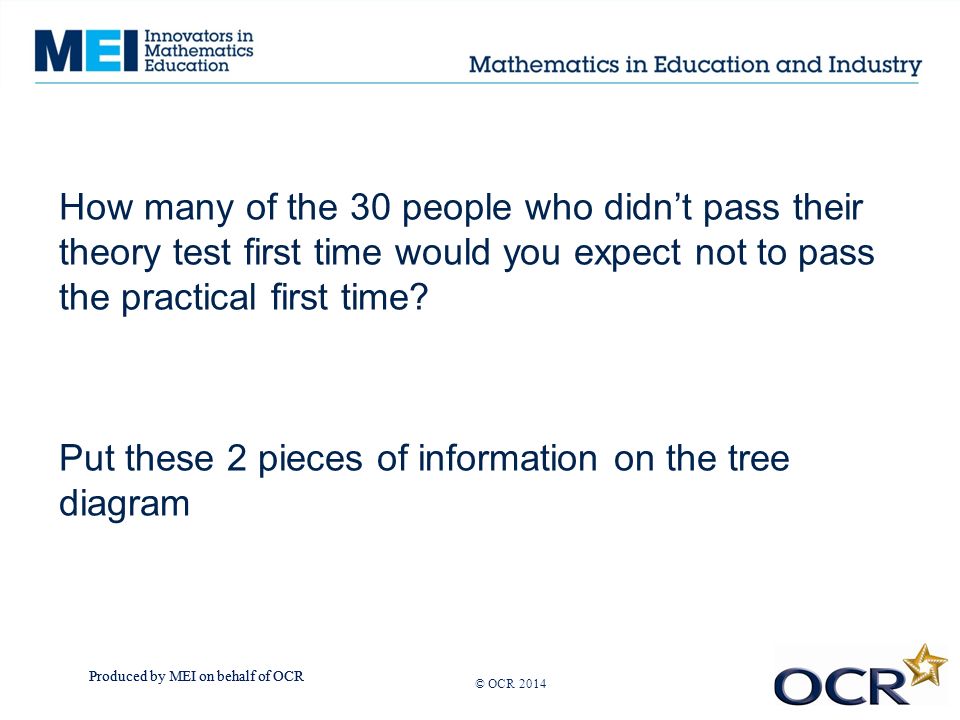 MEI Innovators in
Mathematics
Education
Mathematics in Education and Industry
How many of the 30 people who didn’t pass their
theory test first time would you expect not to pass
the practical first time?
Put these 2 pieces of information on the tree
diagram
Produced by MEI on behalf of OCR
© OCR 2014
OCR